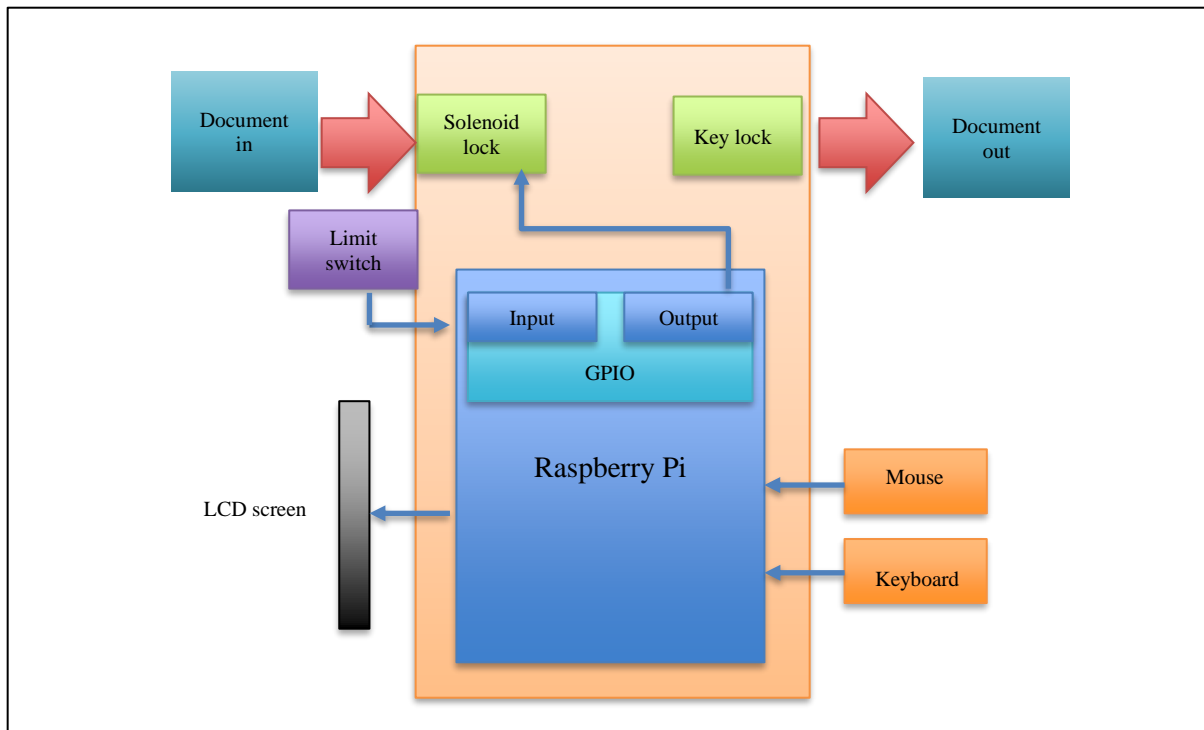 Document
in
Solenoid
lock
Key lock
Document
out
Limit
switch
Input
Output
GPIO
Raspberry Pi
Mouse
LCD screen
Keyboard